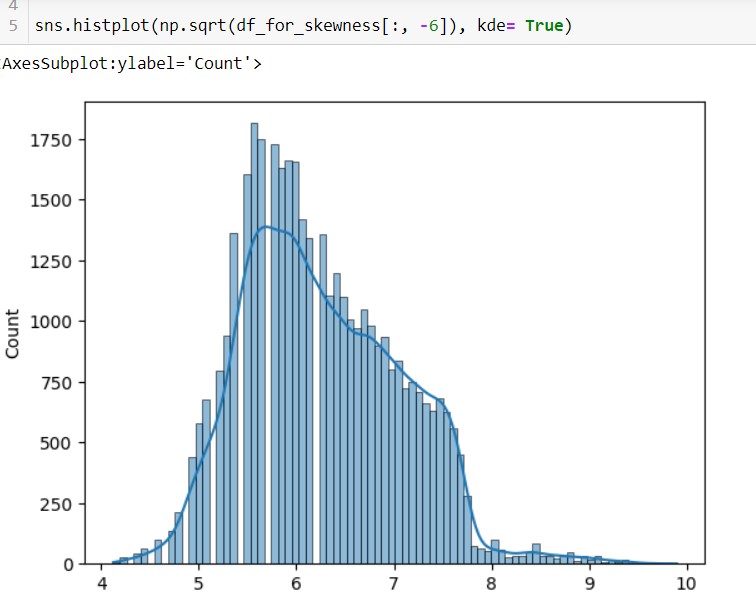 4
5 sns.histplot(np.sqrt(df_for_skewness[:, -6]), kde= True)
AxesSubplot:ylabel='Count'>
1750
1500
1250
1000
750
500
250
0
Count
4 5 6 7 8 9 10